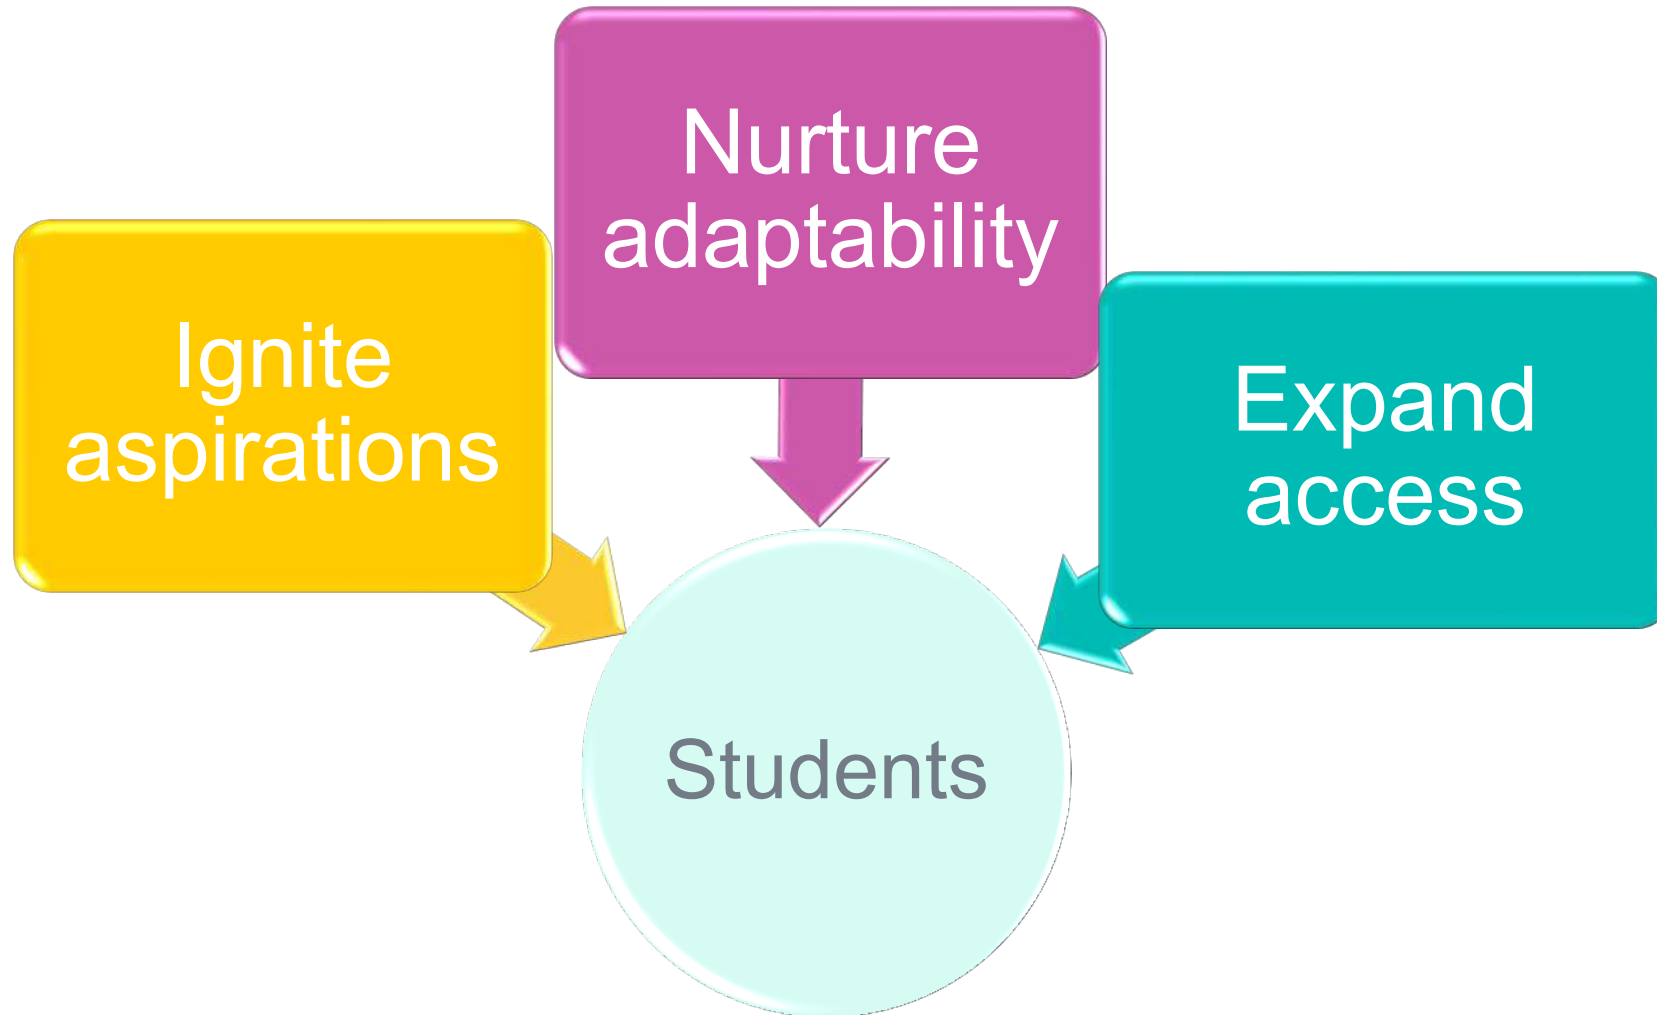 Nurture
adaptability
Ignite
aspirations
Expand
access
Students